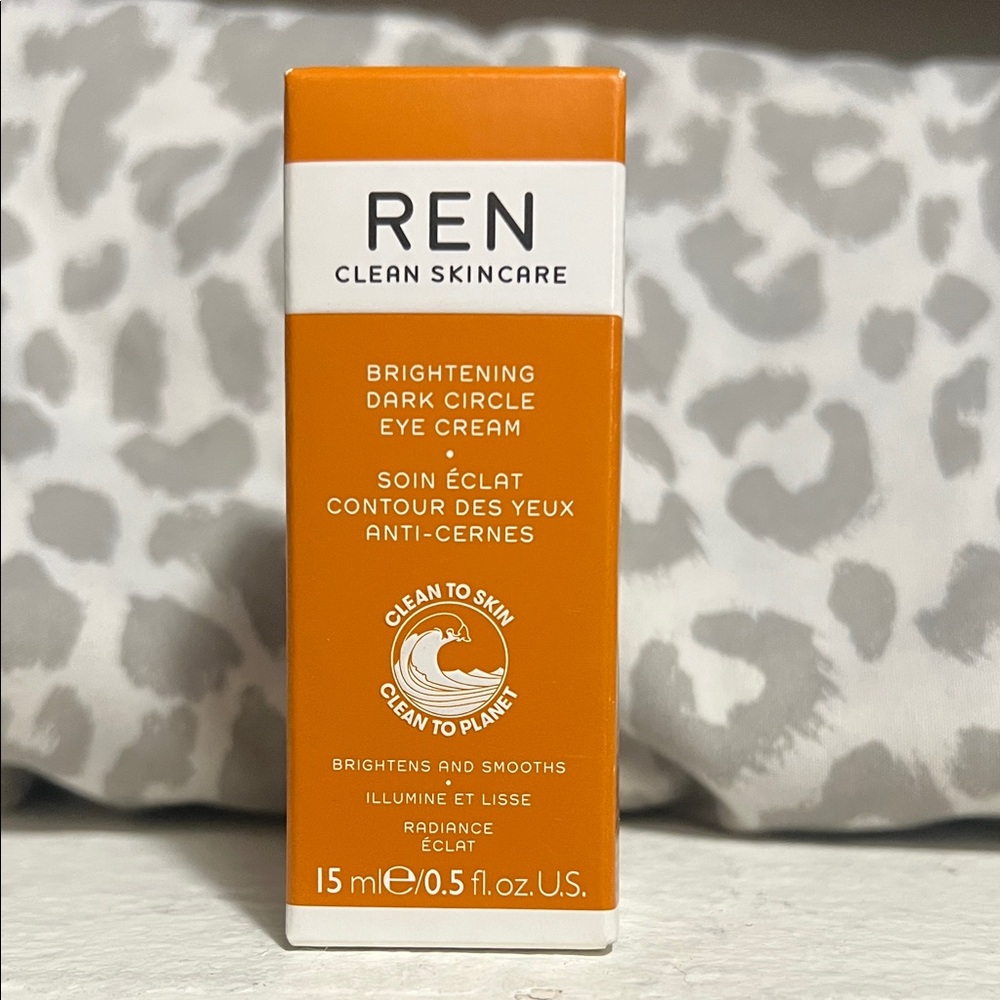 REN
CLEAN SKINCARE
BRIGHTENING
DARK CIRCLE
EYE CREAM
•
SOIN ÉCLAT
CONTOUR DES YEUX
ANTI-CERNES
CLEAN TO SKIN
CLEAN TO PLANET
BRIGHTENS AND SMOOTHS
•
ILLUMINE ET LISSE
RADIANCE
ÉCLAT
15 ml℮/0.5 fl. oz. U.S.